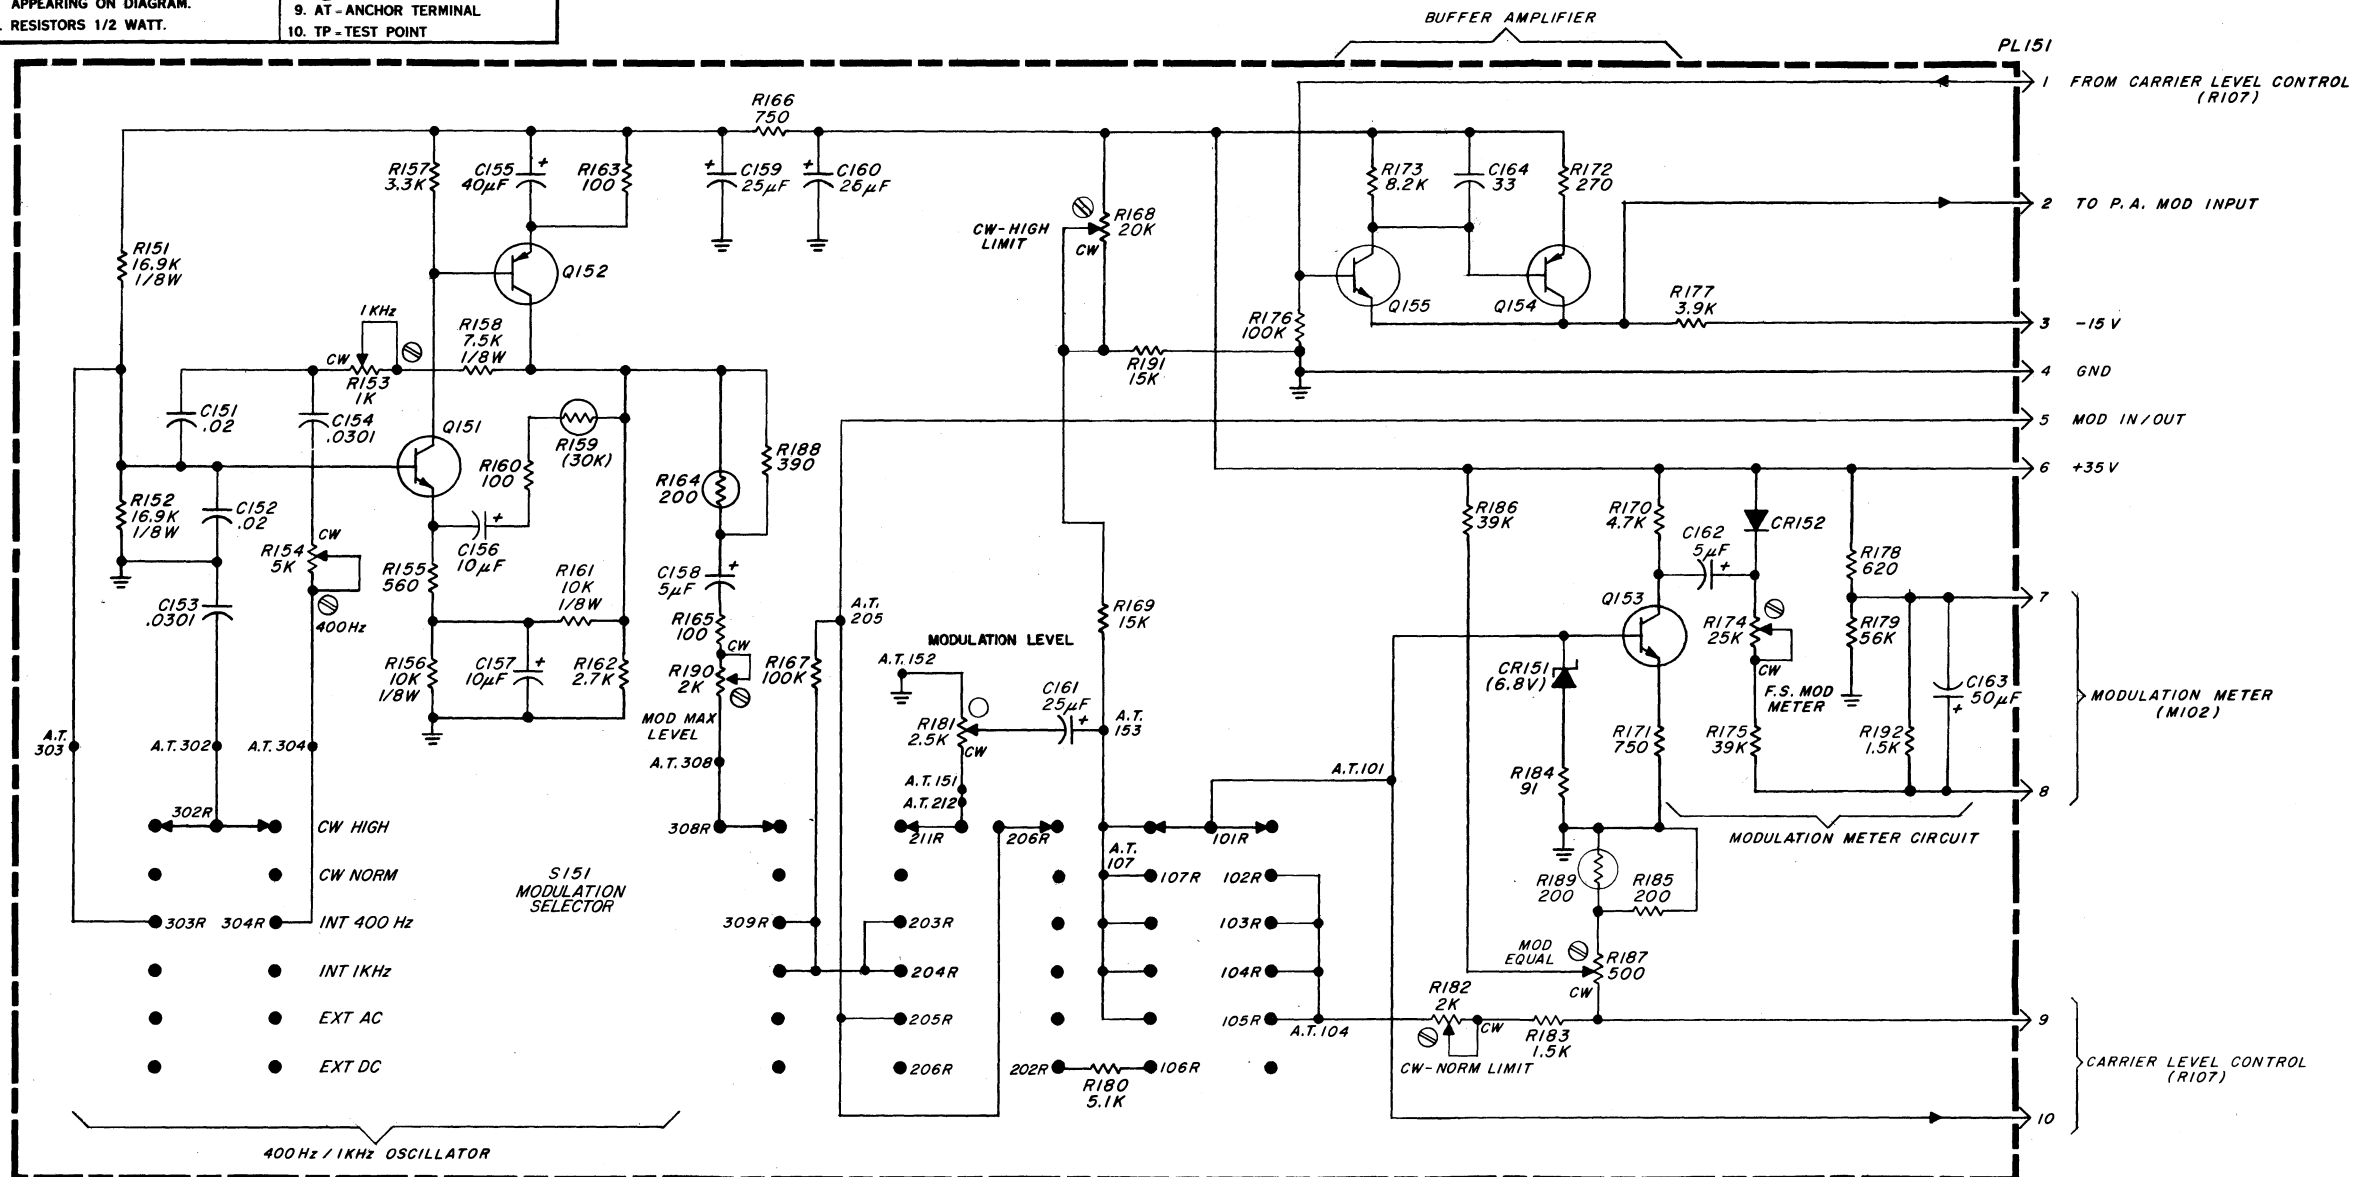 APPEARING ON DIAGRAM.
RESISTORS 1/2 WATT.
9. AT-ANCHOR TERMINAL
10. TP-TEST POINT
BUFFER AMPLIFIER
PL151
1 FROM CARRIER LEVEL CONTROL
(R107)
R166
750
R157
3.3K
C155
40µF
+
R163
100
+
C159
25µF
+
C160
25µF
R173
8.2K
C164
33
R172
270
2 TO P.A. MOD INPUT
CW-HIGH
LIMIT
CW
R168
20K
R151
16.9K
1/8W
Q152
Q155
Q154
R177
3.9K
3 -15V
1KHz
R158
7.5K
1/8W
R176
100K
CW
R153
1K
R191
15K
4 GND
C151
.02
C154
.0301
Q151
R159
(30K)
R188
390
5 MOD IN/OUT
R160
100
R164
200
6 +35V
R152
16.9K
1/8W
C152
.02
CW
R154
5K
+
C156
10µF
R186
39K
R170
4.7K
C162
5µF
+
CR152
R178
620
R155
560
R161
10K
1/8W
C158
5µF
+
C153
.0301
400Hz
A.T.
205
R169
15K
Q153
R174
25K
CW
R179
56K
7
R165
100
CW
MODULATION LEVEL
R156
10K
1/8W
C157
10µF
+
R162
2.7K
R190
2K
R167
100K
A.T.152
CR151
(6.8V)
F.S. MOD
METER
C163
50µF
+
MODULATION METER
(M102)
MOD MAX
LEVEL
R181
2.5K
CW
C161
25µF
+
A.T.
153
R171
750
R175
39K
R192
1.5K
A.T.
303
A.T.302
A.T.304
A.T.308
A.T.151
A.T.212
A.T.101
R184
91
8
302R
CW HIGH
308R
211R
206R
A.T.
107
101R
MODULATION METER CIRCUIT
CW NORM
S151
MODULATION
SELECTOR
107R
102R
R189
200
R185
200
303R
304R
INT 400 Hz
309R
203R
103R
INT 1KHz
204R
104R
MOD
EQUAL
R187
500
CW
EXT AC
205R
105R
A.T.104
R182
2K
CW
R183
1.5K
9
EXT DC
206R
202R
R180
5.1K
106R
CW-NORM LIMIT
CARRIER LEVEL CONTROL
(R107)
10
400Hz / 1KHz OSCILLATOR